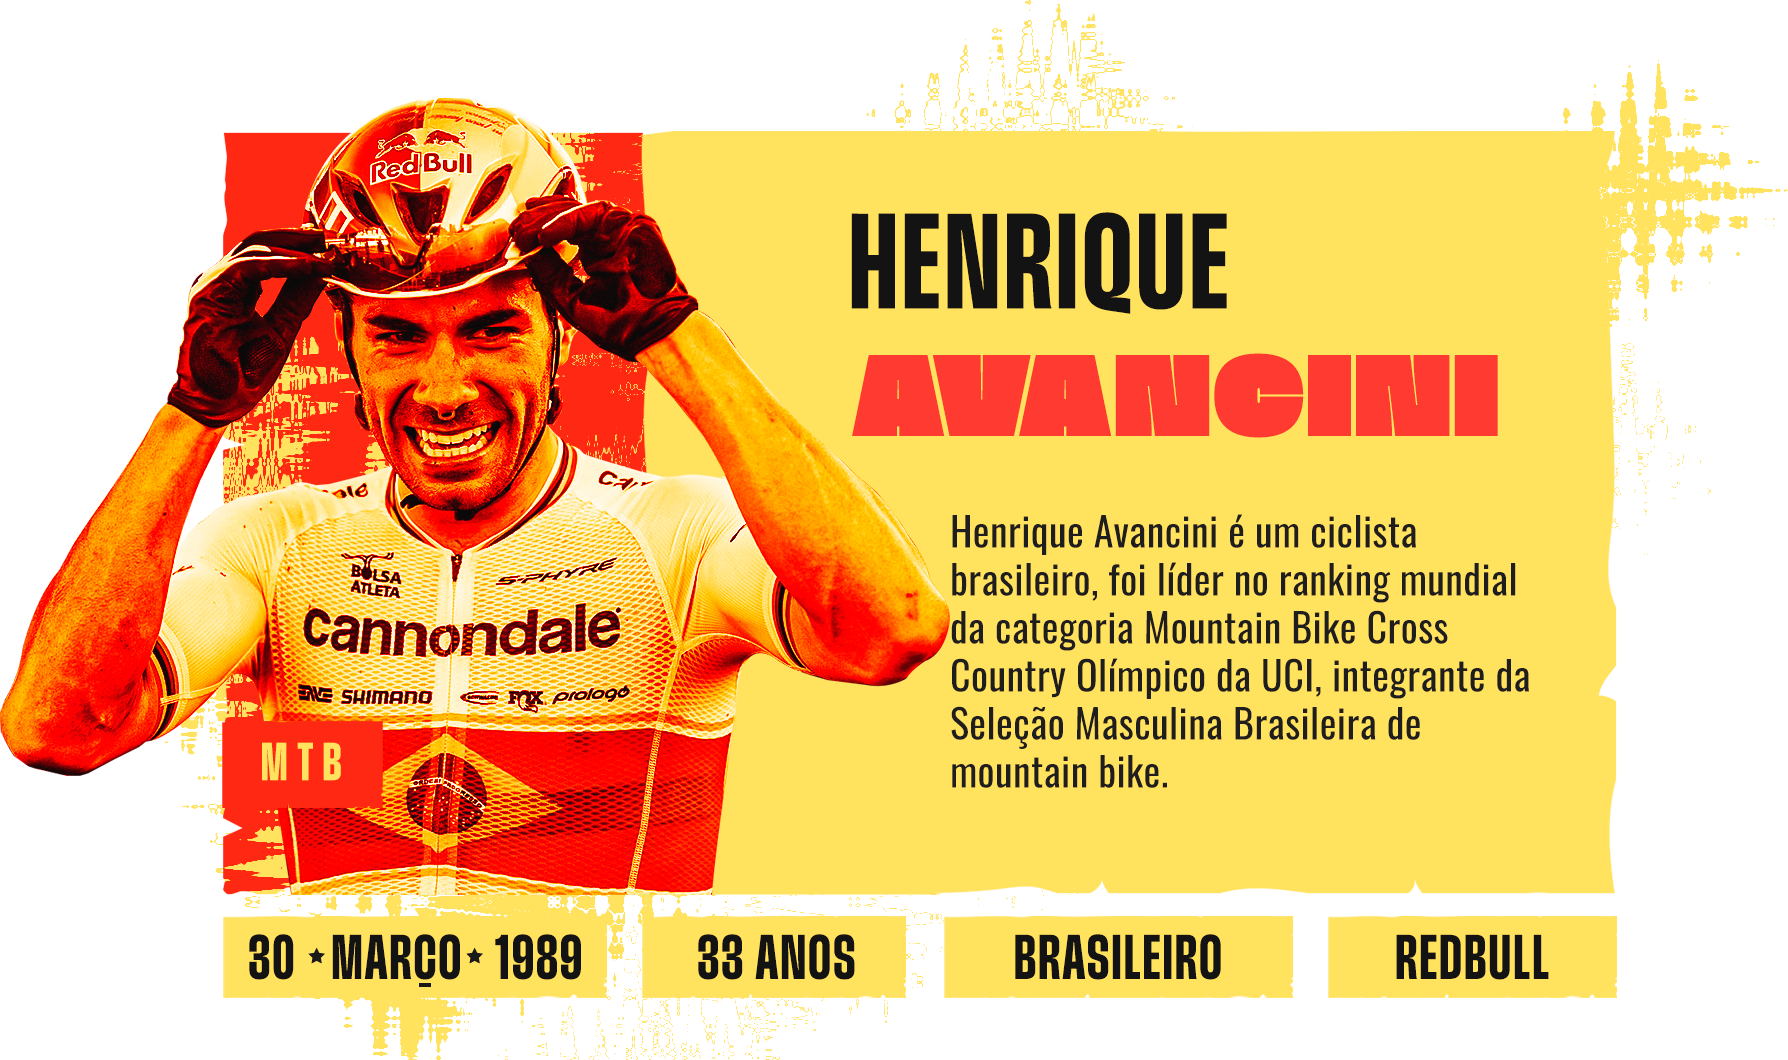 Red Bull
HENRIQUE
AVANCINI
BOLSA
ATLETA
S-PHYRE
cannondale
SHIMANO
FOX
prologo
MTB
Henrique Avancini é um ciclista
brasileiro, foi líder no ranking mundial
da categoria Mountain Bike Cross
Country Olímpico da UCI, integrante da
Seleção Masculina Brasileira de
mountain bike.
30 ★ MARÇO ★ 1989
33 ANOS
BRASILEIRO
REDBULL